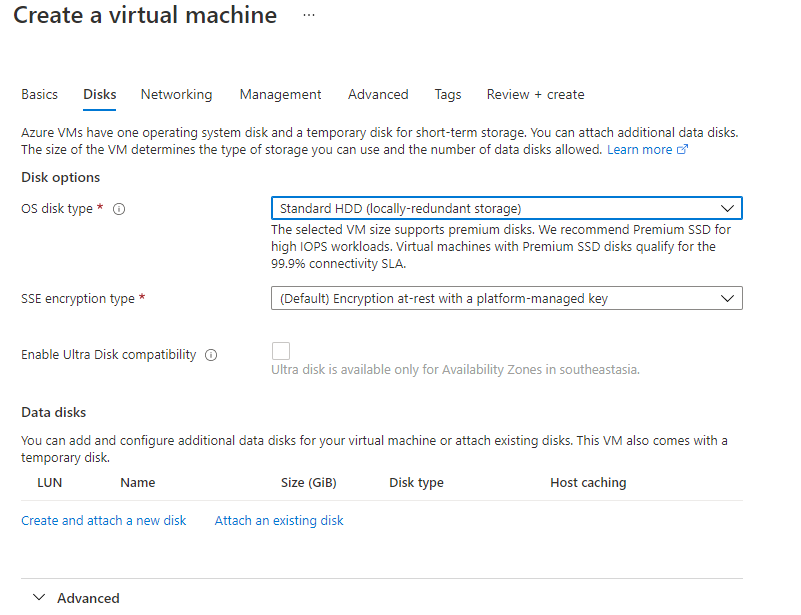 Create a virtual machine ...
Basics Disks Networking Management Advanced Tags Review + create
Azure VMs have one operating system disk and a temporary disk for short-term storage. You can attach additional data disks.
The size of the VM determines the type of storage you can use and the number of data disks allowed. Learn more
Disk options
OS disk type * Standard HDD (locally-redundant storage)
The selected VM size supports premium disks. We recommend Premium SSD for
high IOPS workloads. Virtual machines with Premium SSD disks qualify for the
99.9% connectivity SLA.
SSE encryption type * (Default) Encryption at-rest with a platform-managed key
Enable Ultra Disk compatibility
Ultra disk is available only for Availability Zones in southeastasia.
Data disks
You can add and configure additional data disks for your virtual machine or attach existing disks. This VM also comes with a
temporary disk.
LUN Name Size (GiB) Disk type Host caching
Create and attach a new disk Attach an existing disk
Advanced